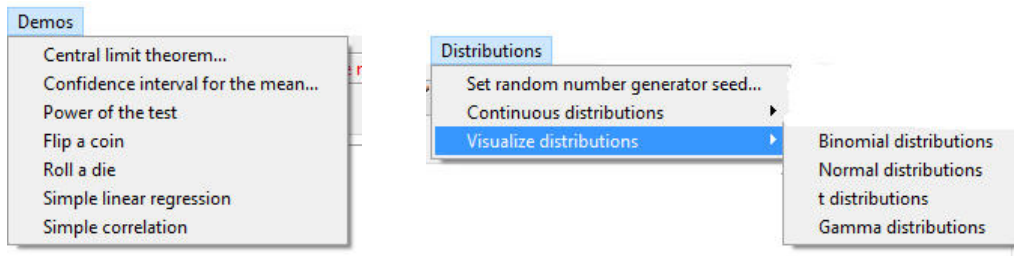 Demos
Central limit theorem...
Confidence interval for the mean...
Power of the test
Flip a coin
Roll a die
Simple linear regression
Simple correlation
Distributions
Set random number generator seed...
Continuous distributions
Visualize distributions
Binomial distributions
Normal distributions
t distributions
Gamma distributions